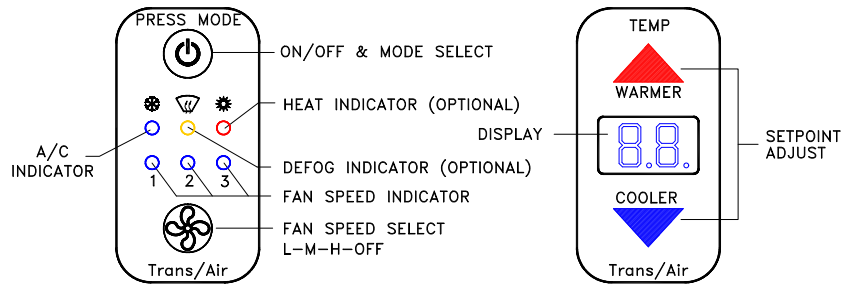 PRESS MODE
ON/OFF & MODE SELECT
HEAT INDICATOR (OPTIONAL)
A/C
INDICATOR
DEFOG INDICATOR (OPTIONAL)
1 2 3
FAN SPEED INDICATOR
FAN SPEED SELECT
L-M-H-OFF
Trans/Air
TEMP
WARMER
DISPLAY
8.8.
SETPOINT
ADJUST
COOLER
Trans/Air